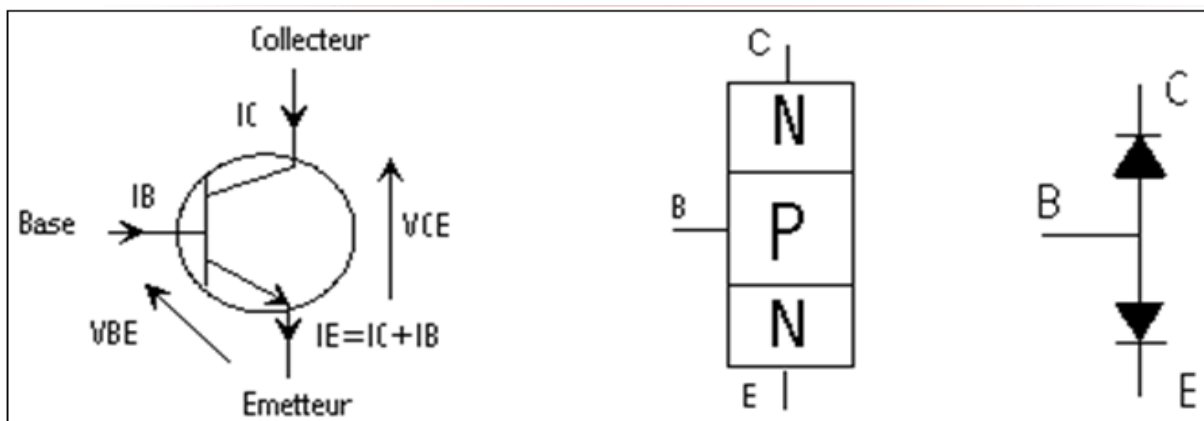 Collecteur
IC
IB
Base
VCE
VBE
IE=IC+IB
Emetteur
C
N
B
P
N
E
C
B
E